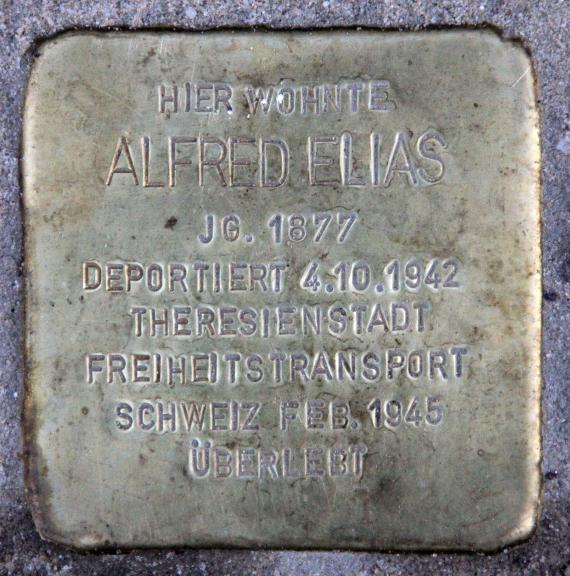 HIER WOHNTE
ALFRED ELIAS
JG. 1877
DEPORTIERT 4.10.1942
THERESIENSTADT
FREIHEITSTRANSPORT
SCHWEIZ FEB. 1945
ÜBERLEBT